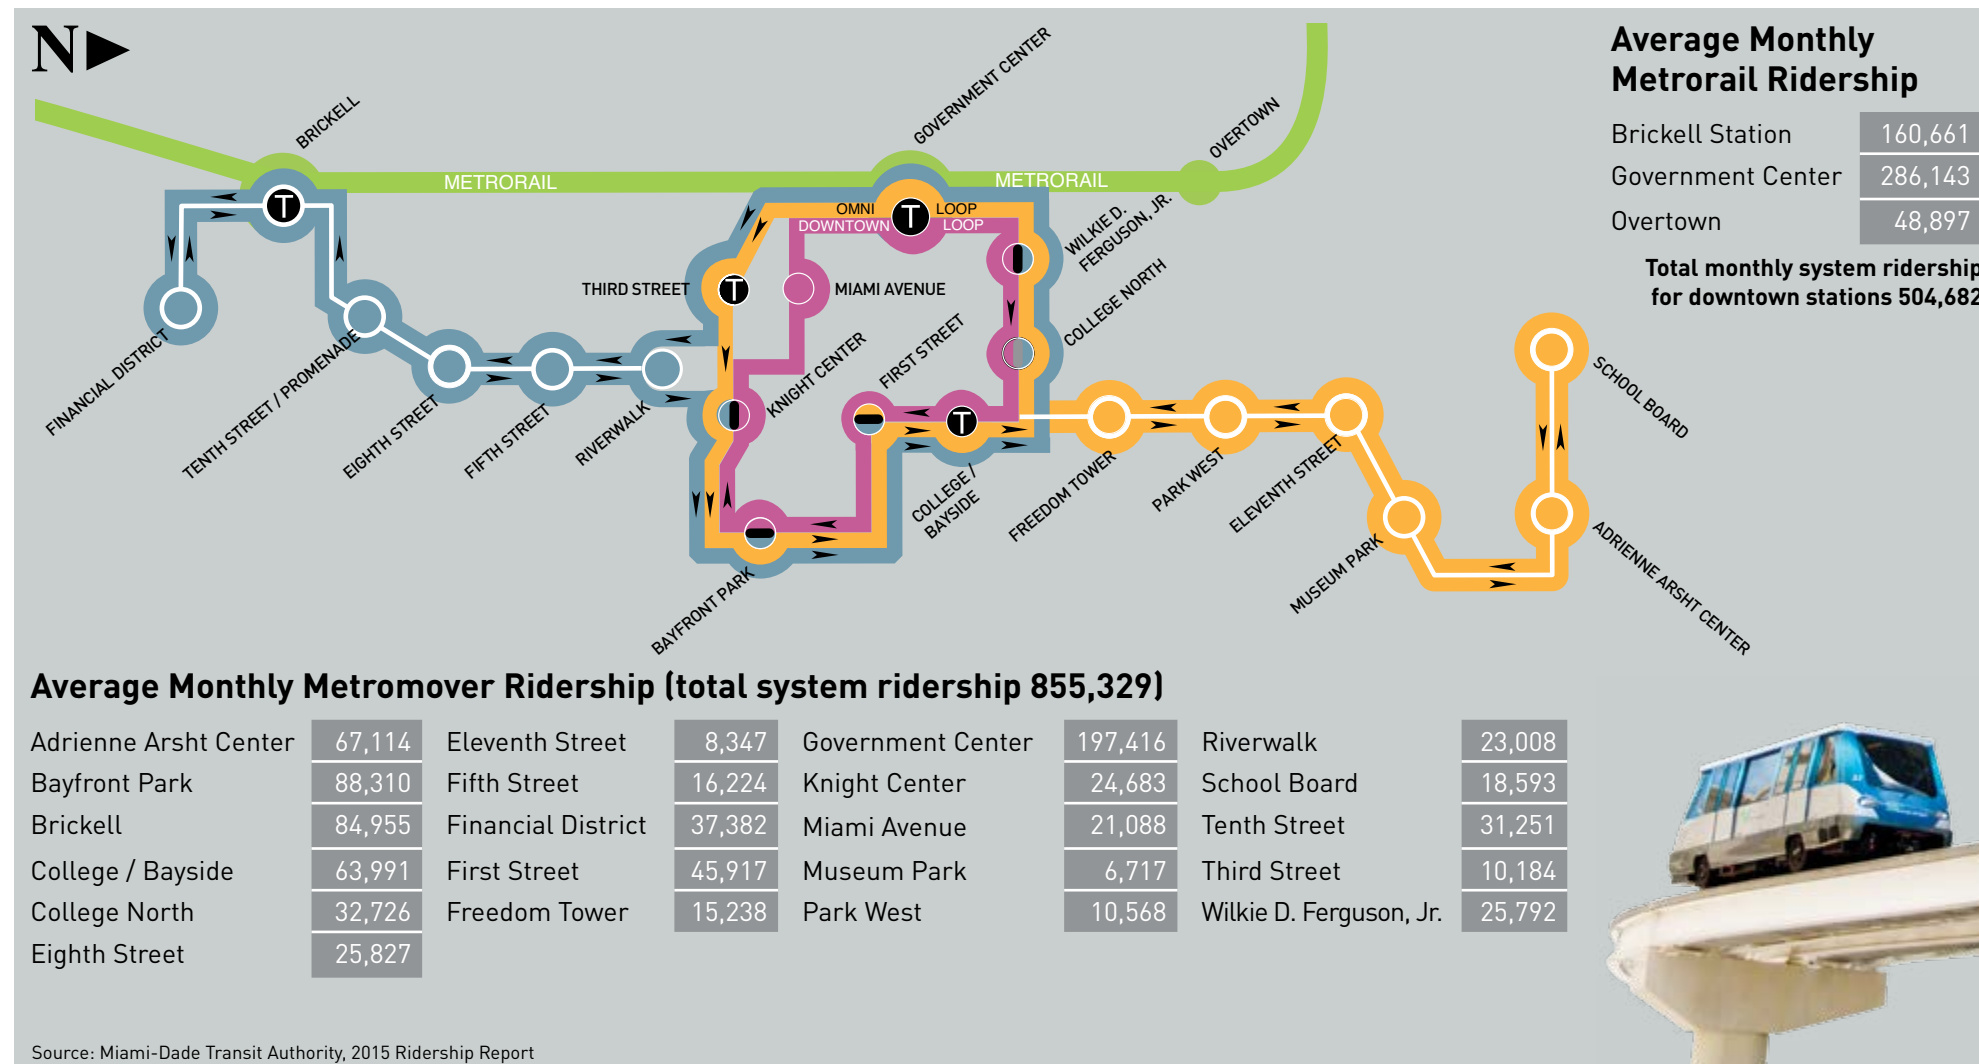 N
Average Monthly
Metrorail Ridership
Brickell Station 160,661
Government Center 286,143
Overtown 48,897
Total monthly system ridership
for downtown stations 504,682
BRICKELL
GOVERNMENT CENTER
OVERTOWN
METRORAIL
METRORAIL
T
OMNI
T
LOOP
DOWNTOWN
LOOP
WILKIE D.
FERGUSON, JR.
THIRD STREET
T
MIAMI AVENUE
COLLEGE NORTH
FINANCIAL DISTRICT
TENTH STREET / PROMENADE
EIGHTH STREET
FIFTH STREET
RIVERWALK
KNIGHT CENTER
FIRST STREET
T
COLLEGE /
BAYSIDE
FREEDOM TOWER
PARK WEST
ELEVENTH STREET
SCHOOL BOARD
MUSEUM PARK
ADRIENNE ARSHT CENTER
BAYFRONT PARK
Average Monthly Metromover Ridership (total system ridership 855,329)
Adrienne Arsht Center 67,114 Eleventh Street 8,347 Government Center 197,416 Riverwalk 23,008
Bayfront Park 88,310 Fifth Street 16,224 Knight Center 24,683 School Board 18,593
Brickell 84,955 Financial District 37,382 Miami Avenue 21,088 Tenth Street 31,251
College / Bayside 63,991 First Street 45,917 Museum Park 6,717 Third Street 10,184
College North 32,726 Freedom Tower 15,238 Park West 10,568 Wilkie D. Ferguson, Jr. 25,792
Eighth Street 25,827
Source: Miami-Dade Transit Authority, 2015 Ridership Report